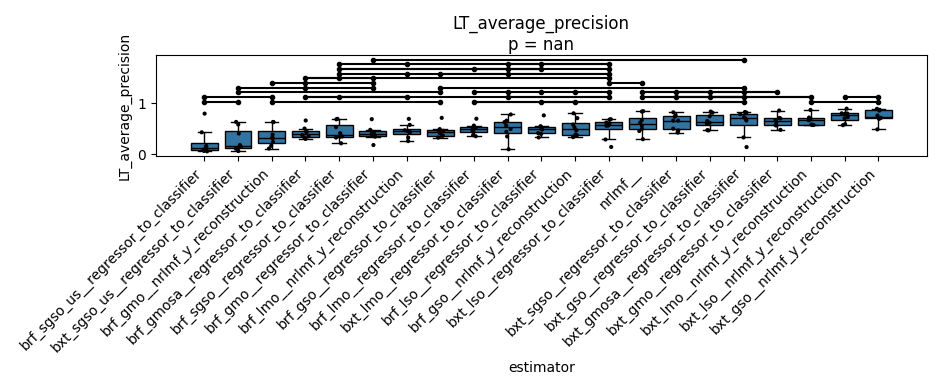 LT_average_precision
p = nan
LT_average_precision
1
0
brf_sgso_us__regressor_to_classifier
bxt_sgso_us__regressor_to_classifier
brf_gmo__nrlmf_y_reconstruction
brf_gmosa__regressor_to_classifier
brf_sgso__regressor_to_classifier
brf_gmo__regressor_to_classifier
brf_lmo__nrlmf_y_reconstruction
brf_gso__regressor_to_classifier
brf_lmo__regressor_to_classifier
bxt_lmo__regressor_to_classifier
brf_lso__regressor_to_classifier
brf_gso__nrlmf_y_reconstruction
bxt_lso__regressor_to_classifier
nrlmf__
bxt_sgso__regressor_to_classifier
bxt_gso__regressor_to_classifier
bxt_gmosa__regressor_to_classifier
bxt_gmo__regressor_to_classifier
bxt_lmo__nrlmf_y_reconstruction
bxt_lso__nrlmf_y_reconstruction
bxt_gso__nrlmf_y_reconstruction
estimator